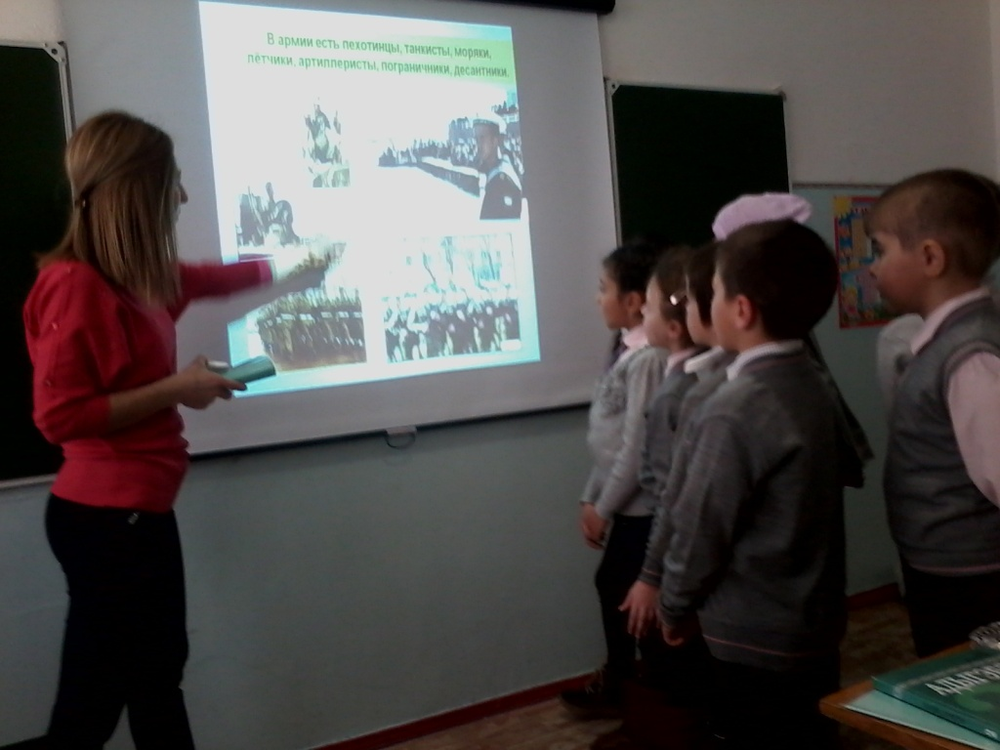 В армии есть пехотинцы, танкисты, моряки,
лётчики, артиллеристы, пограничники, десантники.